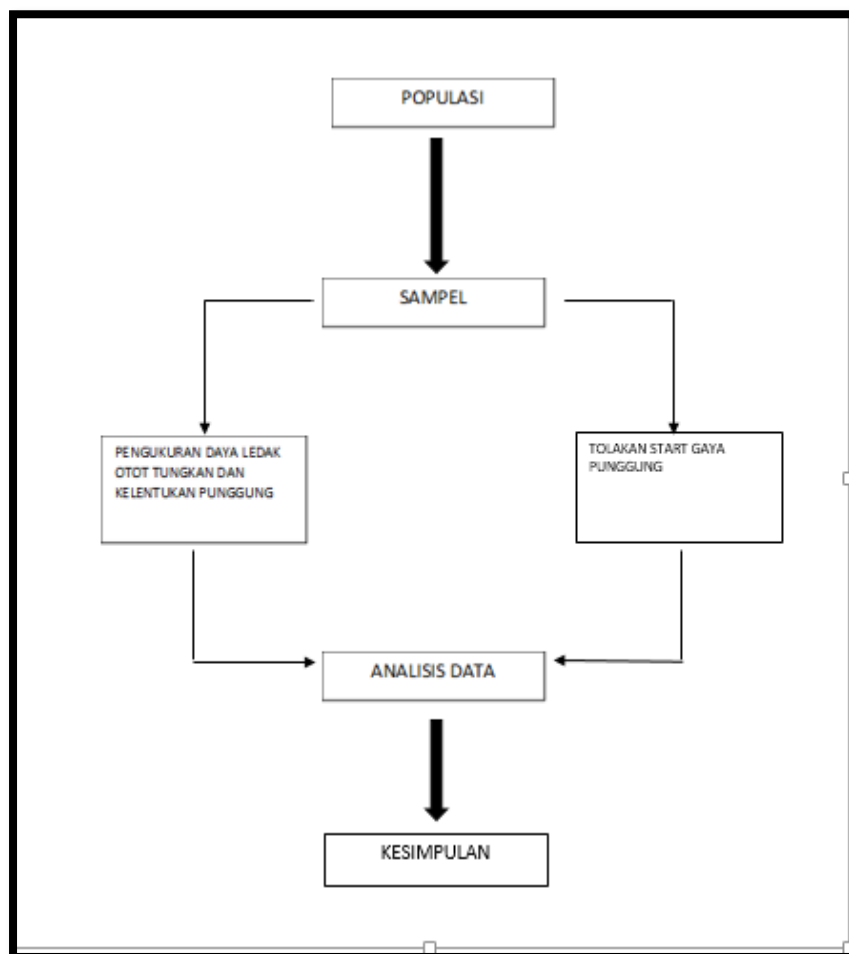 POPULASI
SAMPEL
PENGUKURAN DAYA LEDAK
OTOT TUNGKAN DAN
KELENTUKAN PUNGGUNG
TOLAKAN START GAYA
PUNGGUNG
ANALISIS DATA
KESIMPULAN